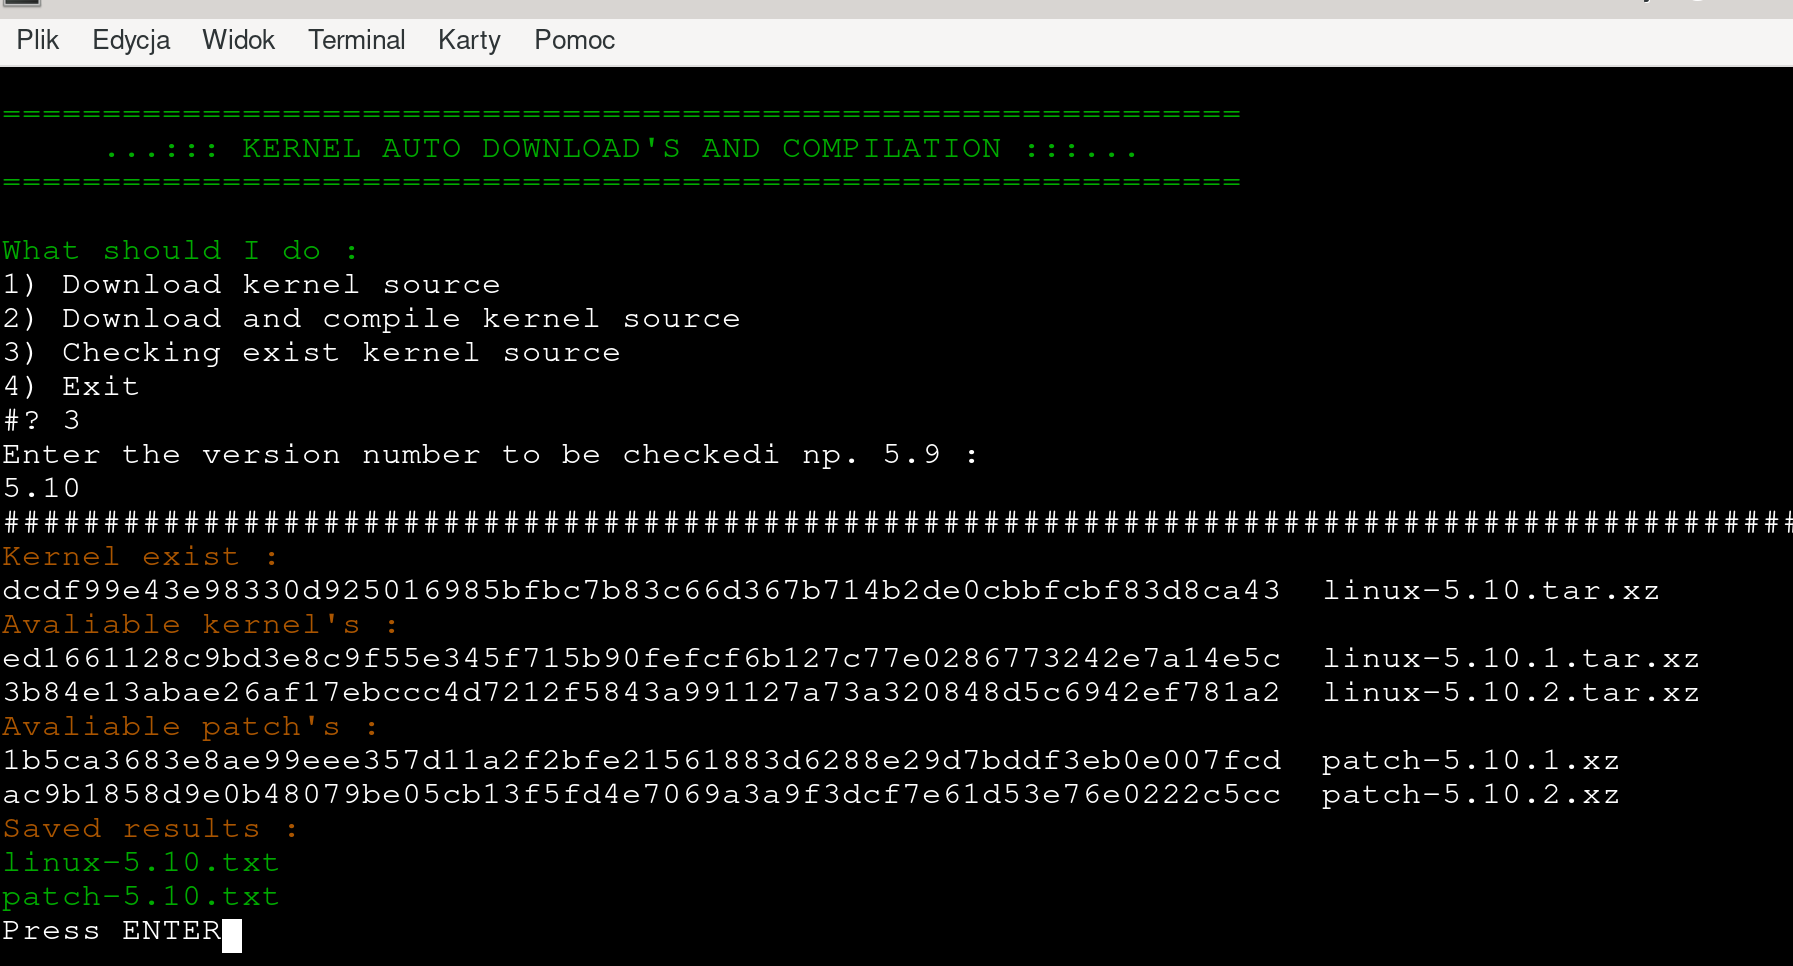 Plik Edycja Widok Terminal Karty Pomoc
==============================================================
...::: KERNEL AUTO DOWNLOAD'S AND COMPILATION :::...
==============================================================
What should I do :
1) Download kernel source
2) Download and compile kernel source
3) Checking exist kernel source
4) Exit
#? 3
Enter the version number to be checkedi np. 5.9 :
5.10
##########################################################################################
Kernel exist :
dcdf99e43e98330d925016985bfbc7b83c66d367b714b2de0cbbfcbf83d8ca43  linux-5.10.tar.xz
Avaliable kernel's :
ed1661128c9bd3e8c9f55e345f715b90fefcf6b127c77e0286773242e7a14e5c  linux-5.10.1.tar.xz
3b84e13abae26af17ebccc4d7212f5843a991127a73a320848d5c6942ef781a2  linux-5.10.2.tar.xz
Avaliable patch's :
1b5ca3683e8ae99eee357d11a2f2bfe21561883d6288e29d7bddf3eb0e007fcd  patch-5.10.1.xz
ac9b1858d9e0b48079be05cb13f5fd4e7069a3a9f3dcf7e61d53e76e0222c5cc  patch-5.10.2.xz
Saved results :
linux-5.10.txt
patch-5.10.txt
Press ENTER